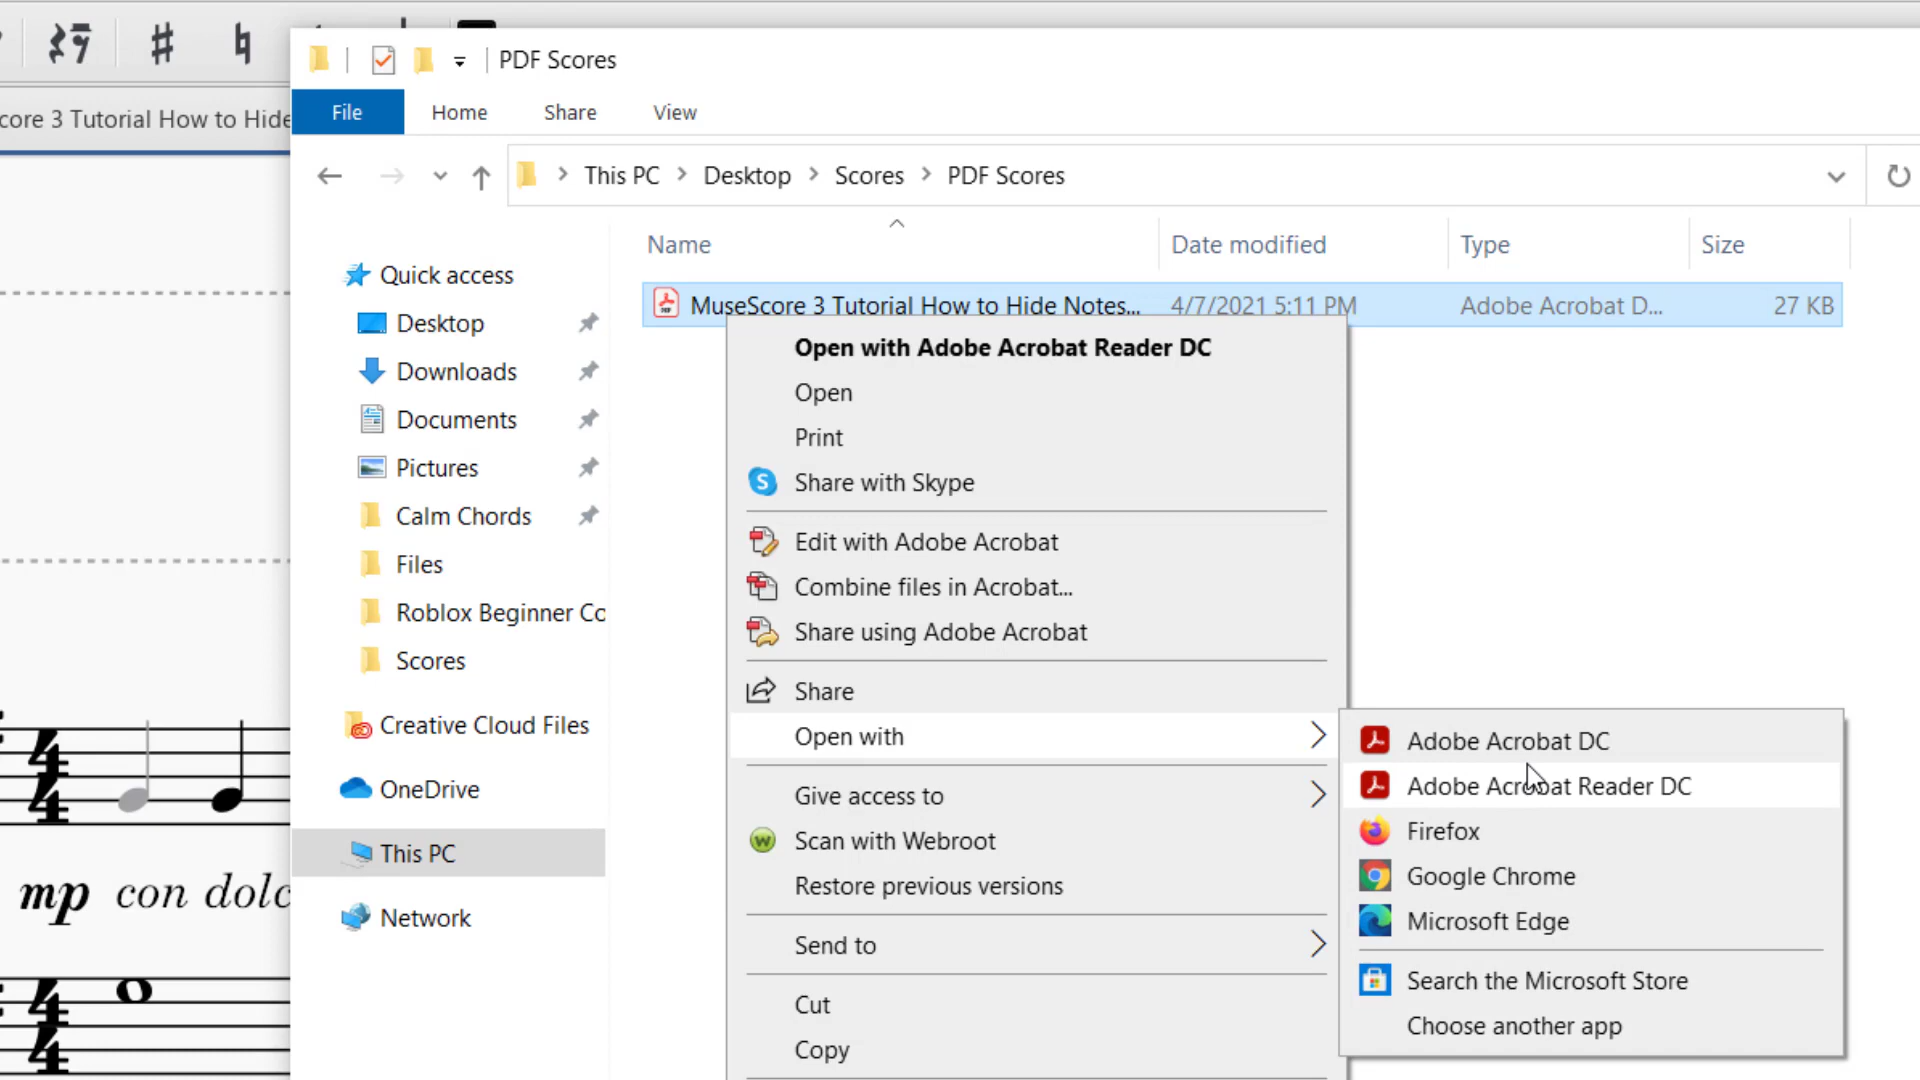 PDF Scores
File Home Share View
core 3 Tutorial How to Hide
This PC Desktop Scores PDF Scores
Name Date modified Type Size
MuseScore 3 Tutorial How to Hide Notes... 4/7/2021 5:11 PM Adobe Acrobat D... 27 KB
Quick access
Desktop
Downloads
Documents
Pictures
Calm Chords
Files
Roblox Beginner Co
Scores
Creative Cloud Files
OneDrive
This PC
Network
Open with Adobe Acrobat Reader DC
Open
Print
Share with Skype
Edit with Adobe Acrobat
Combine files in Acrobat...
Share using Adobe Acrobat
Share
Open with
Give access to
Scan with Webroot
Restore previous versions
Send to
Cut
Copy
Adobe Acrobat DC
Adobe Acrobat Reader DC
Firefox
Google Chrome
Microsoft Edge
Search the Microsoft Store
Choose another app
4
4
mp con dolc
4
4